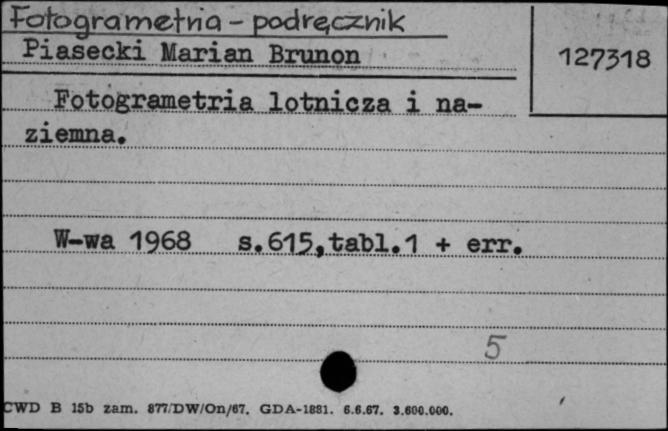 Fotogrametria - podręcznik
Piasecki Marian Brunon
127318
Fotogrametria lotnicza i na-
ziemna.
W-wa 1968 s.615,tabl.1 + err.
5
CWD B 15b zam. 877/DW/On/67. GDA-1881. 6.6.67. 3.600.000.